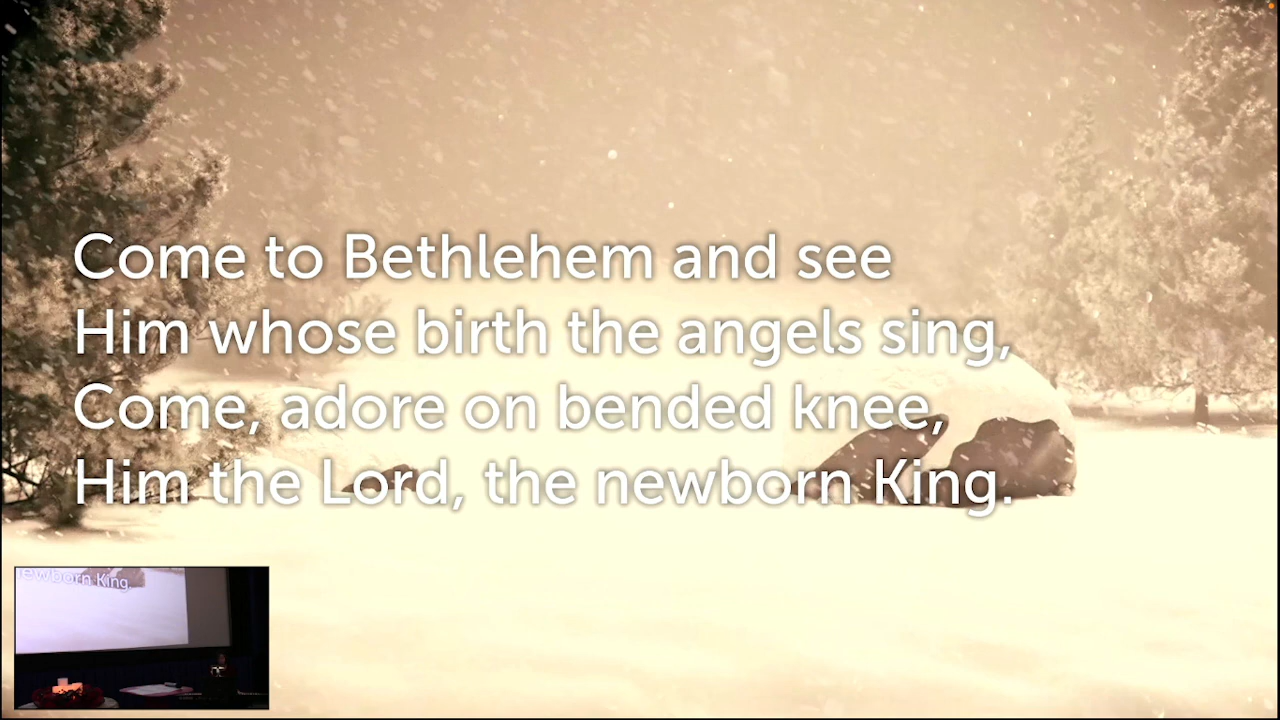 Come to Bethlehem and see
Him whose birth the angels sing,
Come, adore on bended knee,
Him the Lord, the newborn King.
newborn King.